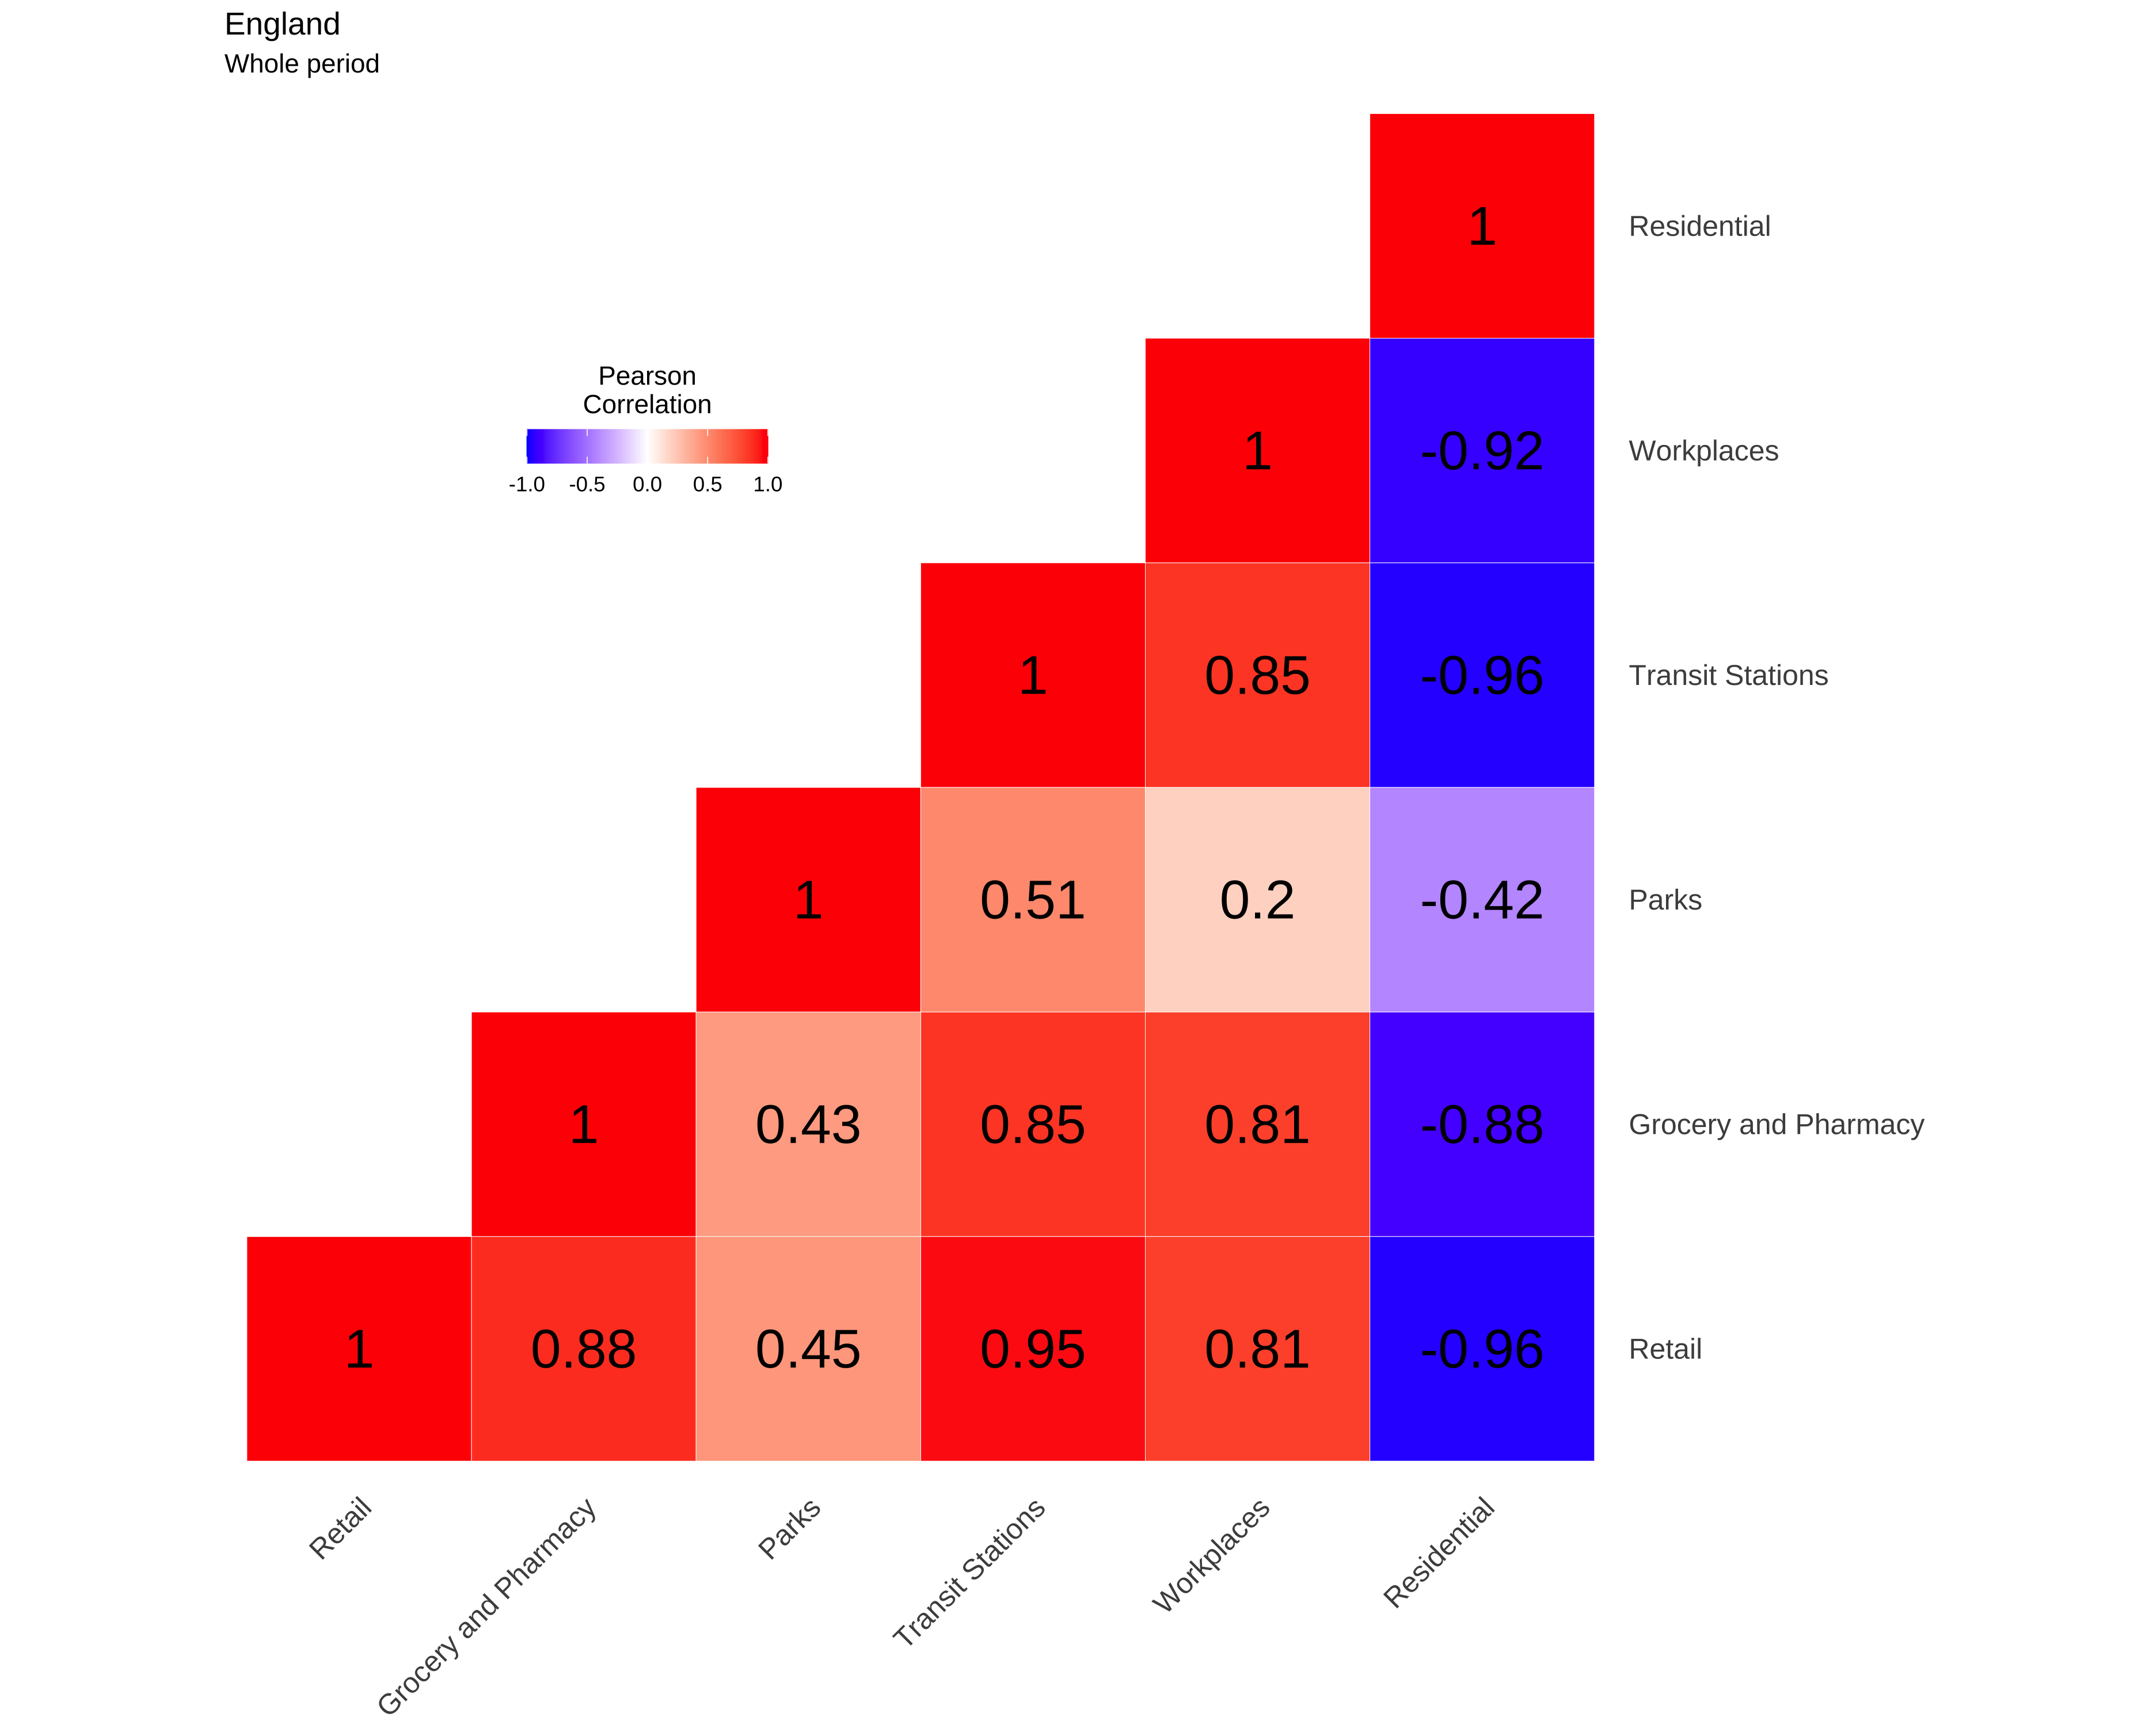 England
Whole period
1 Residential
Pearson
Correlation
-1.0 -0.5 0.0 0.5 1.0
1 -0.92 Workplaces
1 0.85 -0.96 Transit Stations
1 0.51 0.2 -0.42 Parks
1 0.43 0.85 0.81 -0.88 Grocery and Pharmacy
1 0.88 0.45 0.95 0.81 -0.96 Retail
Retail
Grocery and Pharmacy
Parks
Transit Stations
Workplaces
Residential